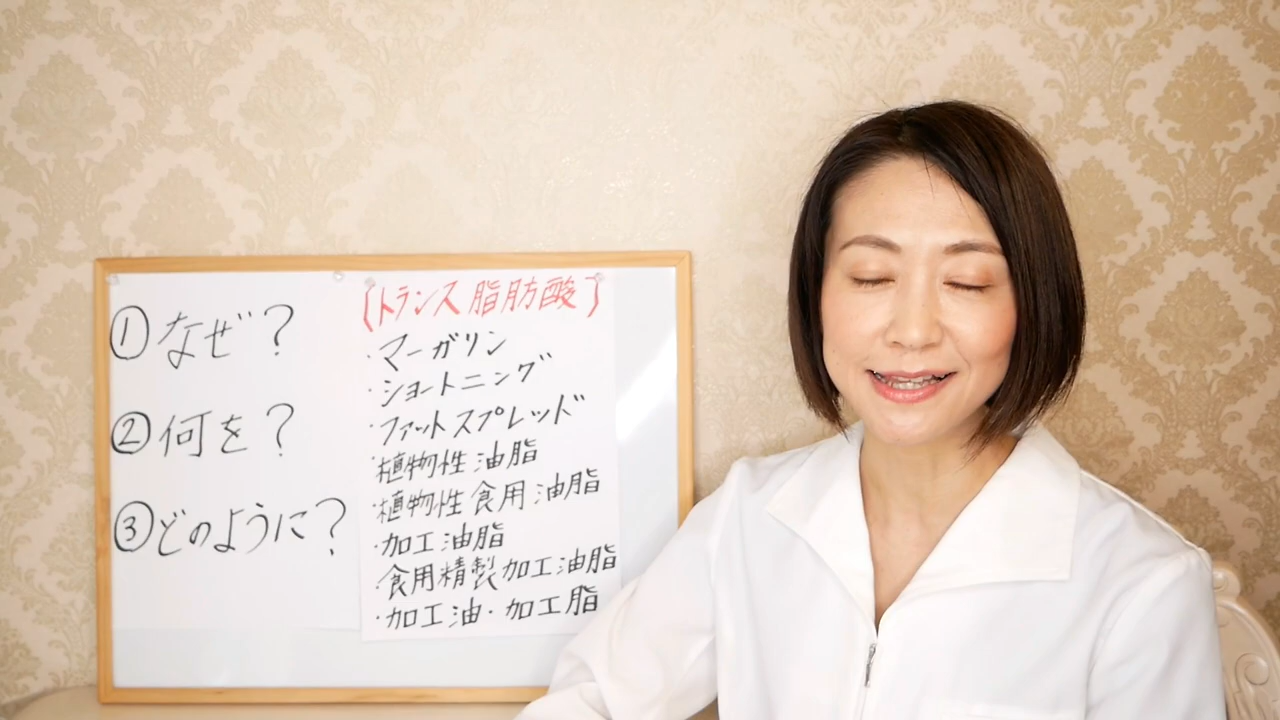 ①なぜ？
②何を？
③どのように？
【トランス脂肪酸】
・マーガリン
・ショートニング
・ファットスプレッド
・植物性油脂
・植物性食用油脂
・加工油脂
・食用精製加工油脂
・加工油・加工脂